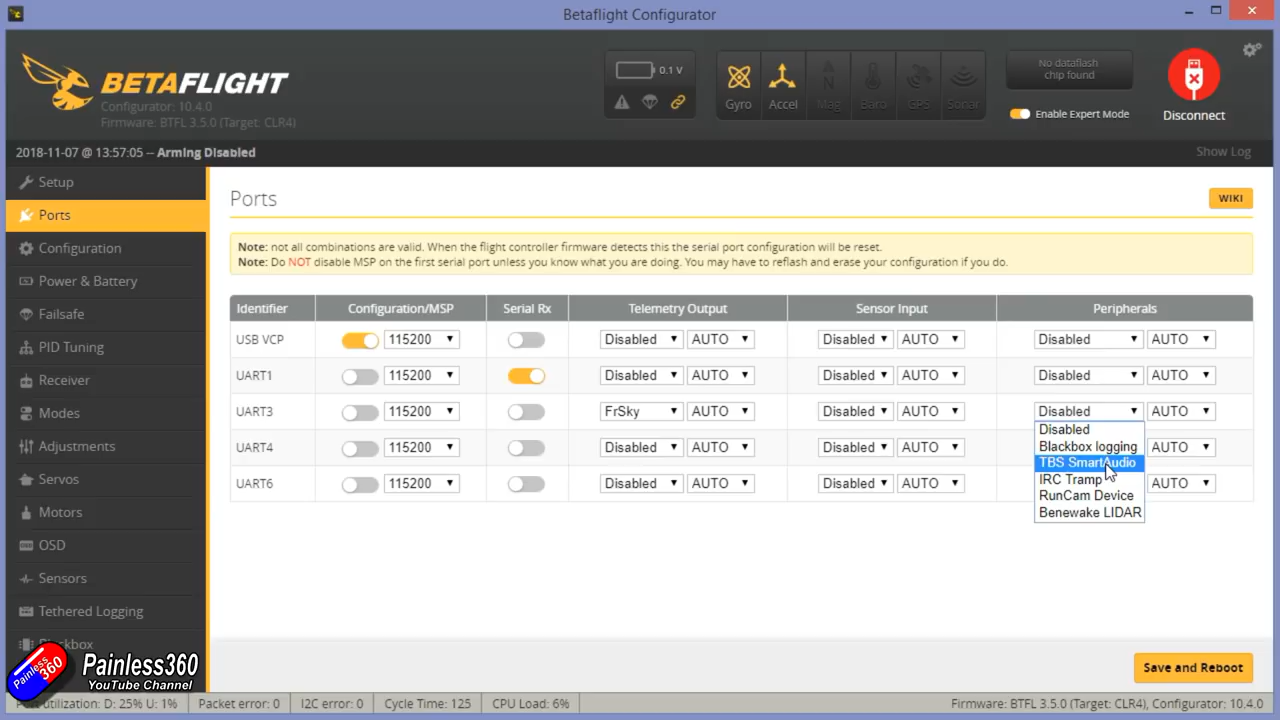 Betaflight Configurator
BETAFLIGHT
Configurator: 10.4.0
Firmware: BTFL 3.5.0 (Target: CLR4)
0.1 V
Gyro
Accel
Mag
Baro
GPS
Sonar
No dataflash
chip found
Enable Expert Mode
Disconnect
2018-11-07 @ 13:57:05 -- Arming Disabled
Show Log
Setup
Ports
Configuration
Power & Battery
Failsafe
PID Tuning
Receiver
Modes
Adjustments
Servos
Motors
OSD
Sensors
Tethered Logging
Blackbox
Ports
WIKI
Note: not all combinations are valid. When the flight controller firmware detects this the serial port configuration will be reset.
Note: Do NOT disable MSP on the first serial port unless you know what you are doing. You may have to reflash and erase your configuration if you do.
Identifier Configuration/MSP Serial Rx Telemetry Output Sensor Input Peripherals
USB VCP 115200 Disabled AUTO Disabled AUTO Disabled AUTO
UART1 115200 Disabled AUTO Disabled AUTO Disabled AUTO
UART3 115200 FrSky AUTO Disabled AUTO Disabled AUTO
UART4 115200 Disabled AUTO Disabled AUTO AUTO
UART6 115200 Disabled AUTO Disabled AUTO AUTO
Disabled
Blackbox logging
TBS SmartAudio
IRC Tramp
RunCam Device
Benewake LIDAR
Save and Reboot
Painless360
Painless360
YouTube Channel
Port utilization: D: 25% U: 1% Packet error: 0 I2C error: 0 Cycle Time: 125 CPU Load: 6% Firmware: BTFL 3.5.0 (Target: CLR4), Configurator: 10.4.0